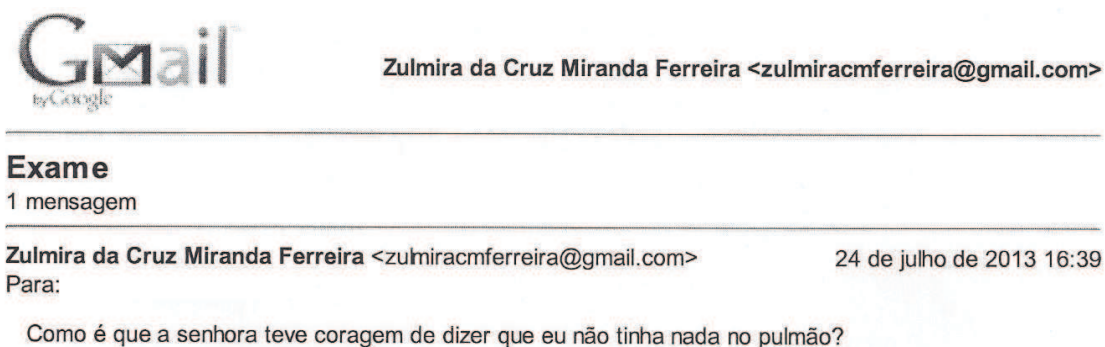 GMail
by Google
Zulmira da Cruz Miranda Ferreira <zulmiracmferreira@gmail.com>
Exame
1 mensagem
Zulmira da Cruz Miranda Ferreira <zulmiracmferreira@gmail.com> 24 de julho de 2013 16:39
Para:
Como é que a senhora teve coragem de dizer que eu não tinha nada no pulmão?